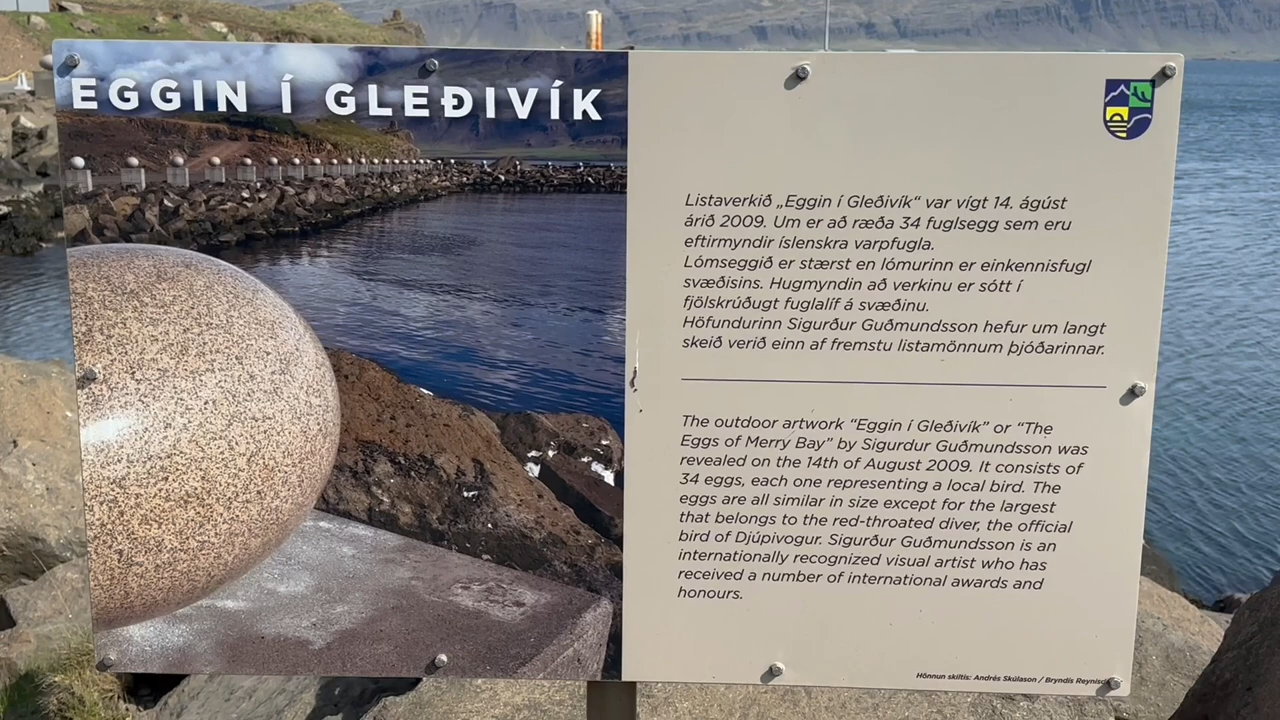 EGGIN Í GLEÐIVÍK
Listaverkið „Eggin í Gleðivík“ var vígt 14. ágúst
árið 2009. Um er að ræða 34 fuglsegg sem eru
eftirmyndir íslenskra varpfugla.
Lómseggið er stærst en lómurinn er einkennisfugl
svæðisins. Hugmyndin að verkinu er sótt í
fjölskrúðugt fuglalíf á svæðinu.
Höfundurinn Sigurður Guðmundsson hefur um langt
skeið verið einn af fremstu listamönnum þjóðarinnar.
The outdoor artwork “Eggin í Gleðivík” or “The
Eggs of Merry Bay” by Sigurdur Guðmundsson was
revealed on the 14th of August 2009. It consists of
34 eggs, each one representing a local bird. The
eggs are all similar in size except for the largest
that belongs to the red-throated diver, the official
bird of Djúpivogur. Sigurður Guðmundsson is an
internationally recognized visual artist who has
received a number of international awards and
honours.
Hönnun skiltis: Andrés Skúlason / Bryndís